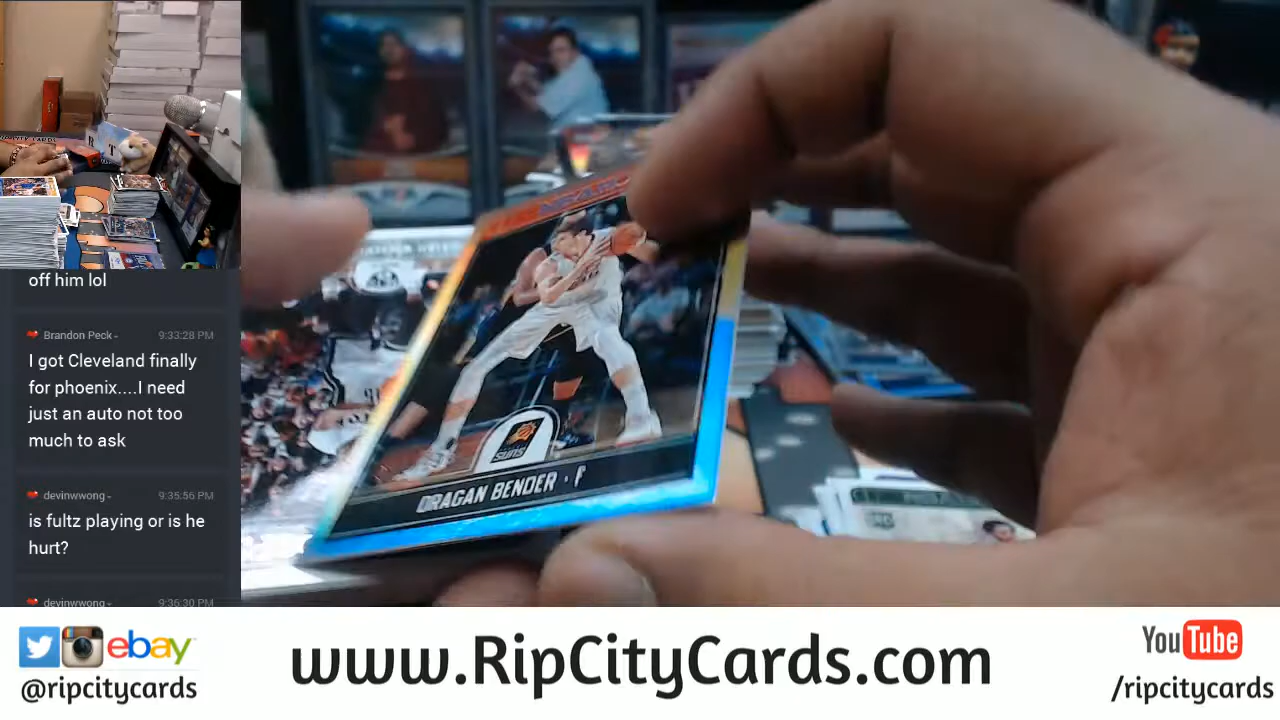 off him lol
Brandon Peck
9:33:28 PM
I got Cleveland finally
for phoenix....I need
just an auto not too
much to ask
devinwwong
9:35:56 PM
is fultz playing or is he
hurt?
devinwwong
9:36:30 PM
SUNS
DRAGAN BENDER · F
ebay
@ripcitycards
www.RipCityCards.com
YouTube
/ripcitycards